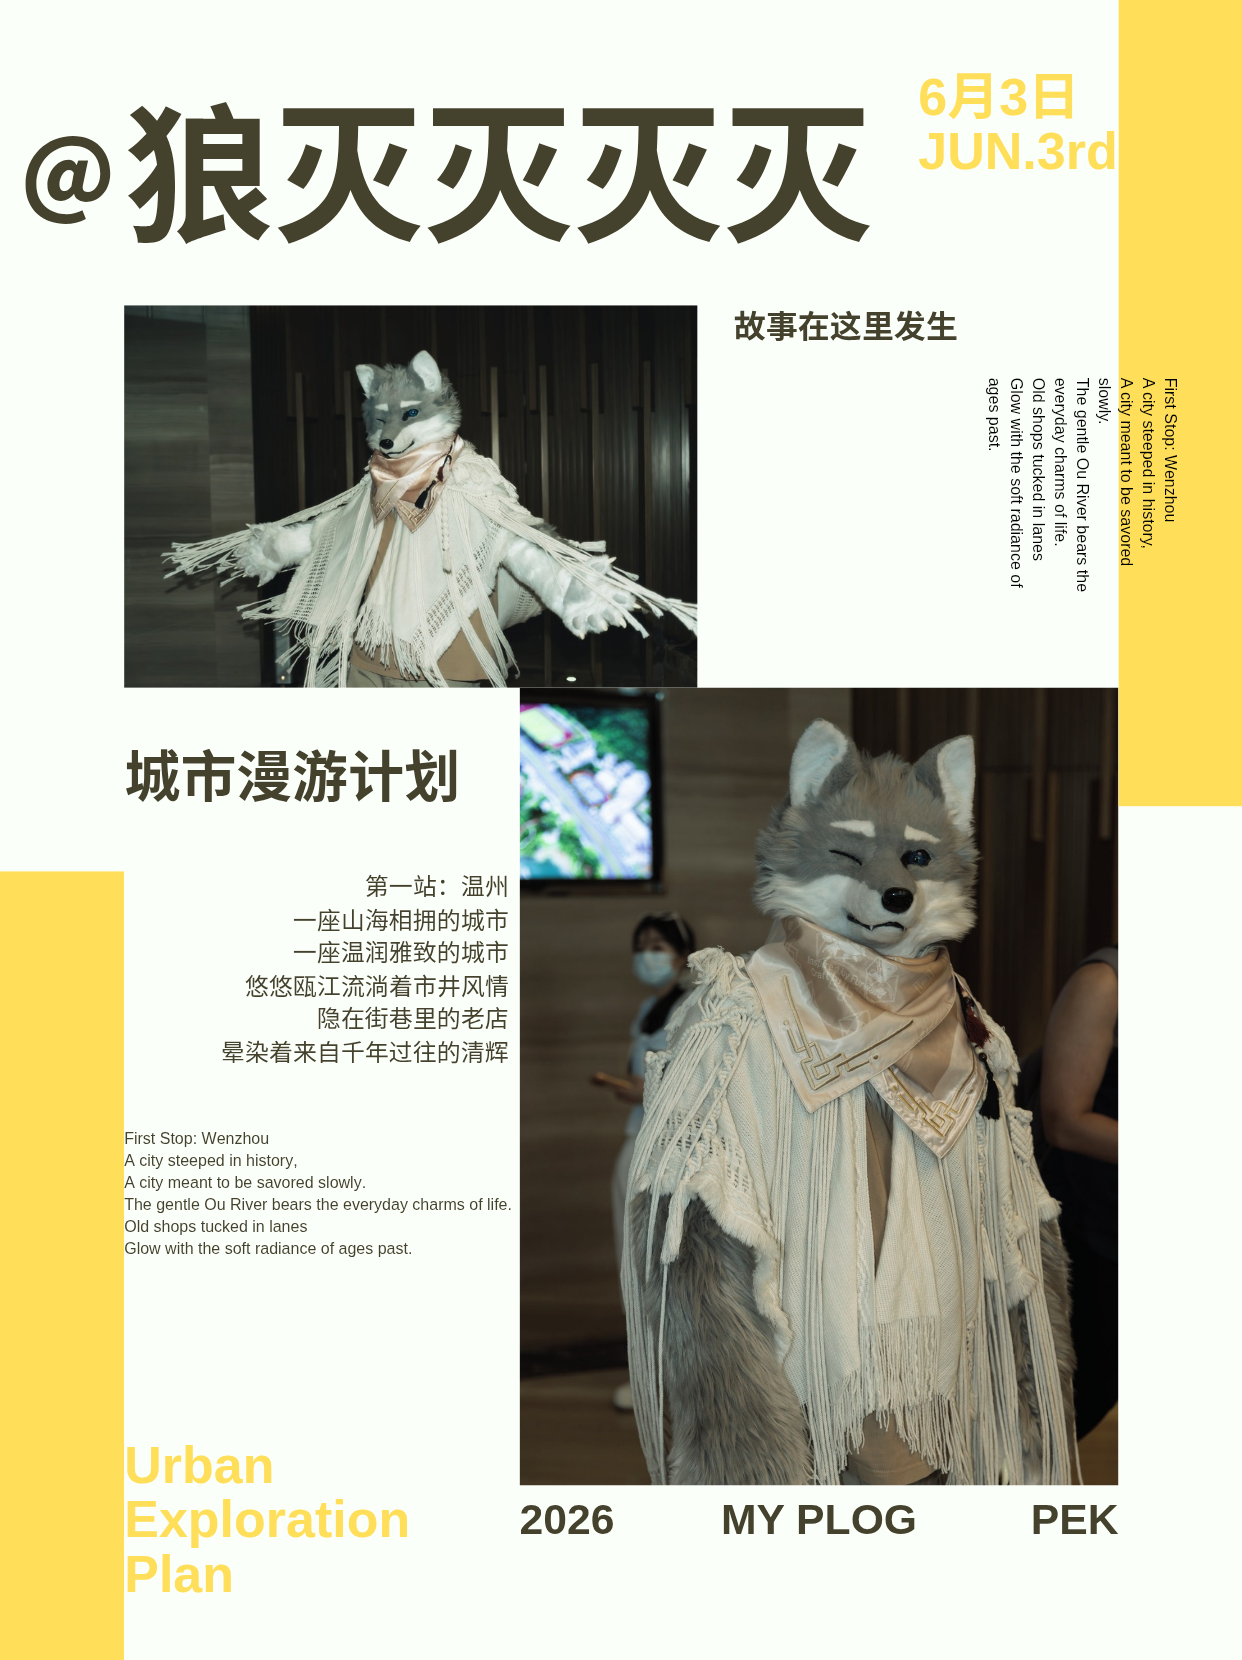 @狼灭灭灭灭
6月3日
JUN.3rd
故事在这里发生
First Stop: Wenzhou
A city steeped in history,
A city meant to be savored
slowly.
The gentle Ou River bears the
everyday charms of life.
Old shops tucked in lanes
Glow with the soft radiance of
ages past.
城市漫游计划
第一站：温州
一座山海相拥的城市
一座温润雅致的城市
悠悠瓯江流淌着市井风情
隐在街巷里的老店
晕染着来自千年过往的清辉
First Stop: Wenzhou
A city steeped in history,
A city meant to be savored slowly.
The gentle Ou River bears the everyday charms of life.
Old shops tucked in lanes
Glow with the soft radiance of ages past.
Urban
Exploration
Plan
2026 MY PLOG PEK